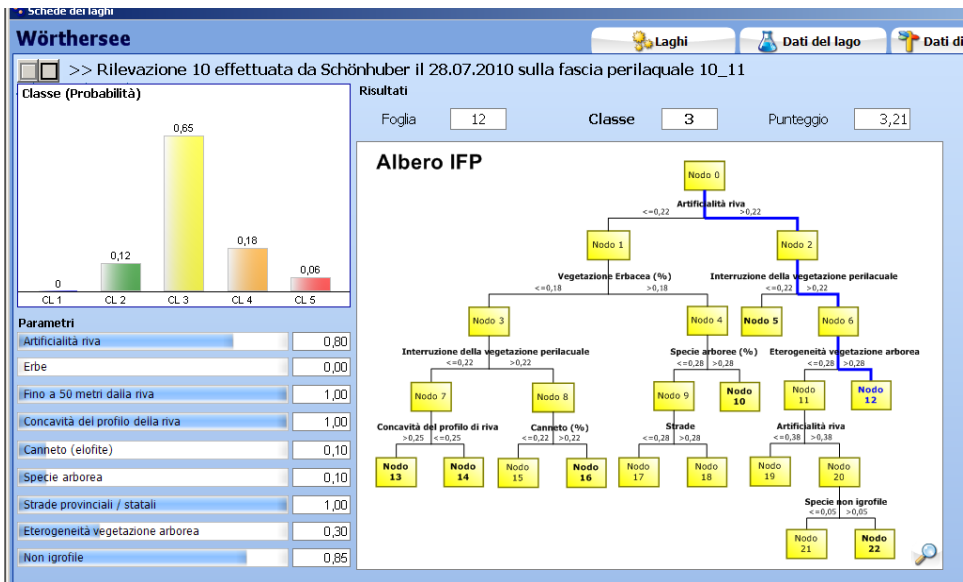 Schede dei laghi
Wörthersee
Laghi
Dati del lago
Dati di
>> Rilevazione 10 effettuata da Schönhuber il 28.07.2010 sulla fascia perilaquale 10_11
Classe (Probabilità)
0
0,12
0,65
0,18
0,06
CL 1 CL 2 CL 3 CL 4 CL 5
Parametri
Artificialità riva 0,80
Erbe 0,00
Fino a 50 metri dalla riva 1,00
Concavità del profilo della riva 1,00
Canneto (elofite) 0,10
Specie arborea 0,10
Strade provinciali / statali 1,00
Eterogeneità vegetazione arborea 0,30
Non igrofile 0,85
Risultati
Foglia 12 Classe 3 Punteggio 3,21
Albero IFP
Nodo 0
Artificialità riva
<=0,22 >0,22
Nodo 1 Nodo 2
Vegetazione Erbacea (%) Interruzione della vegetazione perilacuale
<=0,18 >0,18 <=0,22 >0,22
Nodo 3 Nodo 4 Nodo 5 Nodo 6
Interruzione della vegetazione perilacuale Specie arboree (%) Eterogeneità vegetazione arborea
<=0,22 >0,22 <=0,28 >0,28 <=0,28 >0,28
Nodo 7 Nodo 8 Nodo 9 Nodo 10 Nodo 11 Nodo 12
Concavità del profilo di riva Canneto (%) Strade Artificialità riva
>0,25 <=0,25 <=0,22 >0,22 <=0,28 >0,28 <=0,38 >0,38
Nodo 13 Nodo 14 Nodo 15 Nodo 16 Nodo 17 Nodo 18 Nodo 19 Nodo 20
Specie non igrofile
<=0,05 >0,05
Nodo 21 Nodo 22